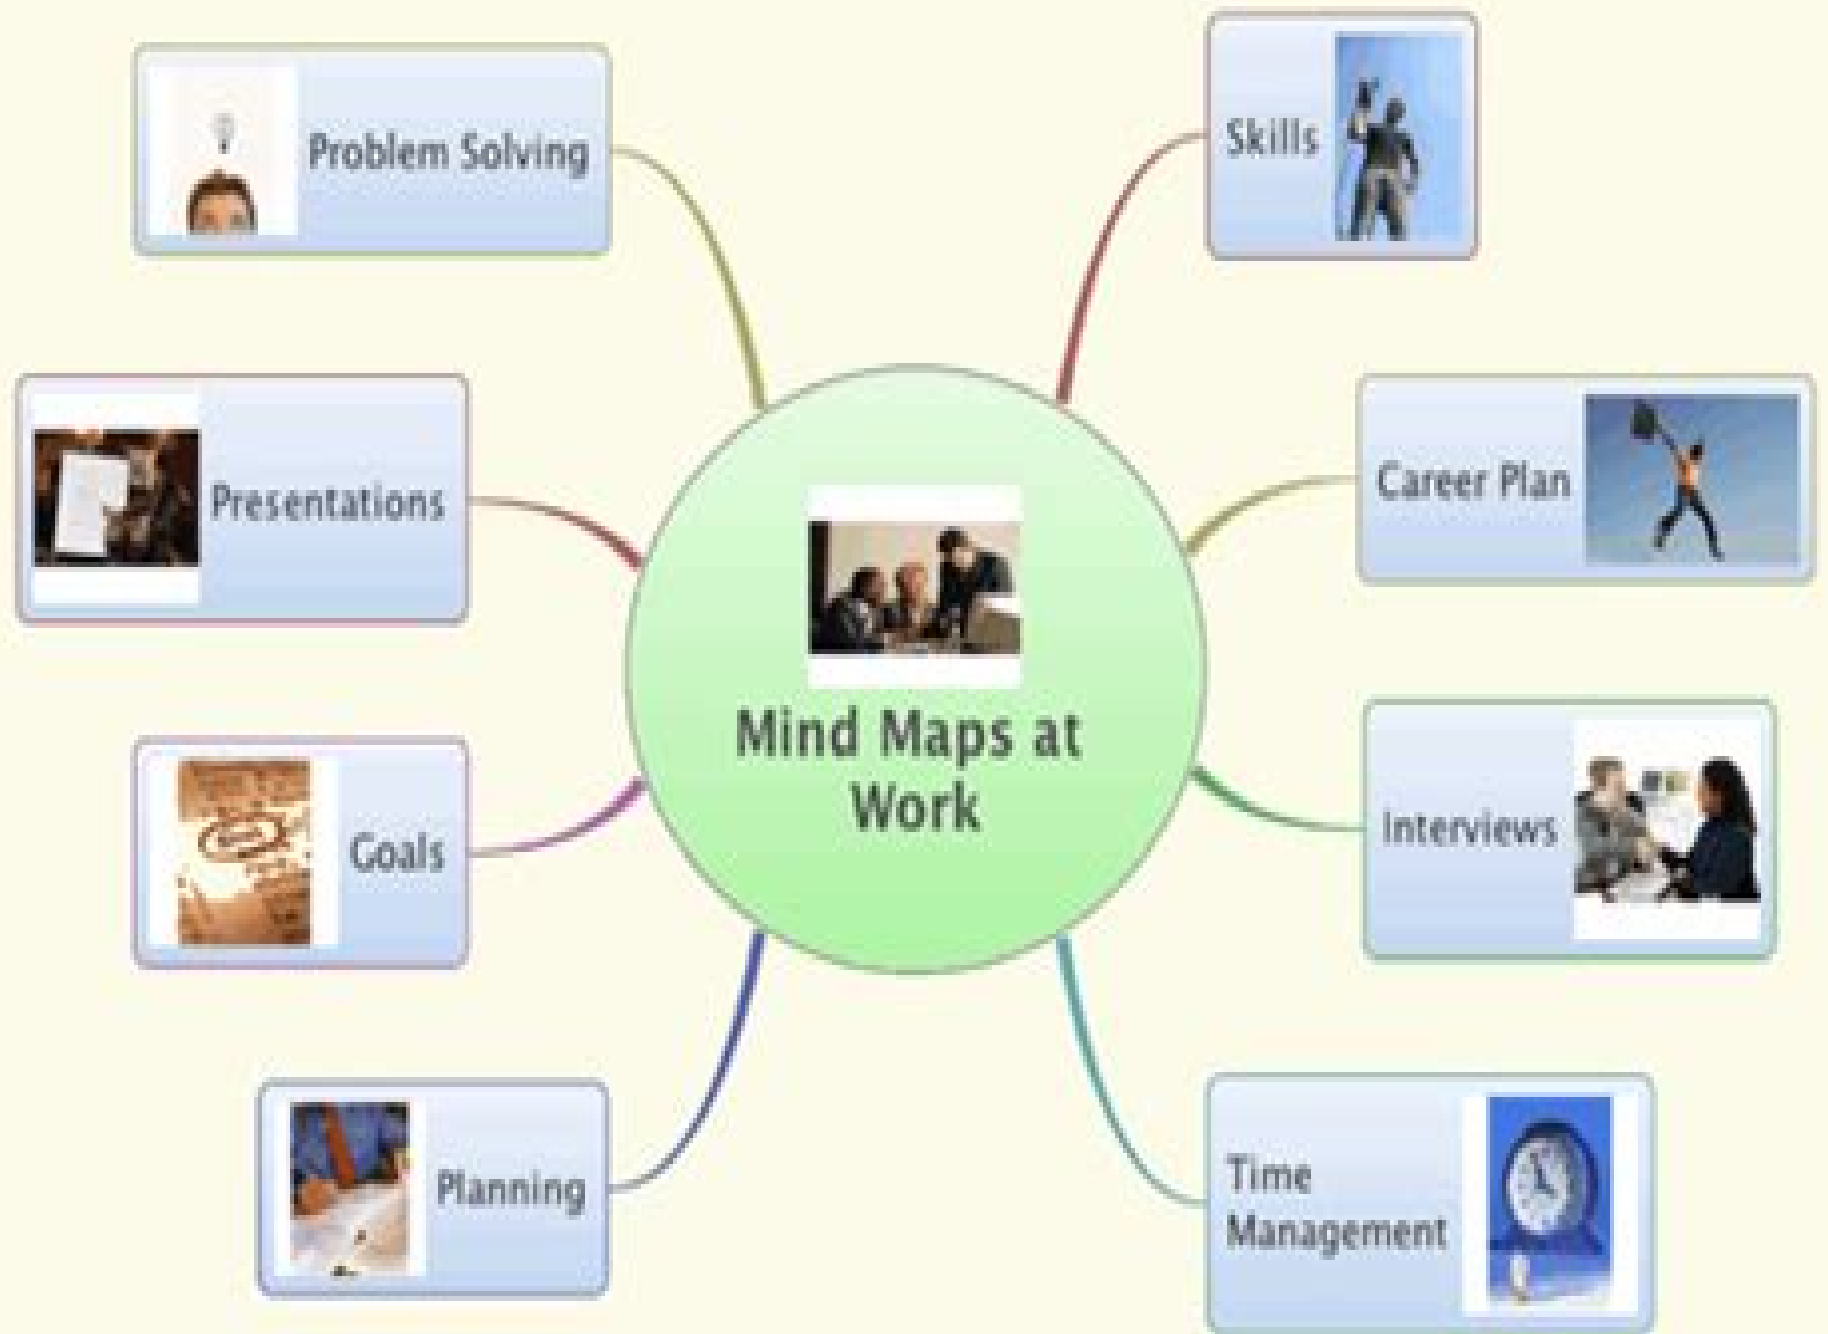 Problem Solving
Skills
Presentations
Career Plan
Mind Maps at
Work
Goals
Interviews
Planning
Time
Management